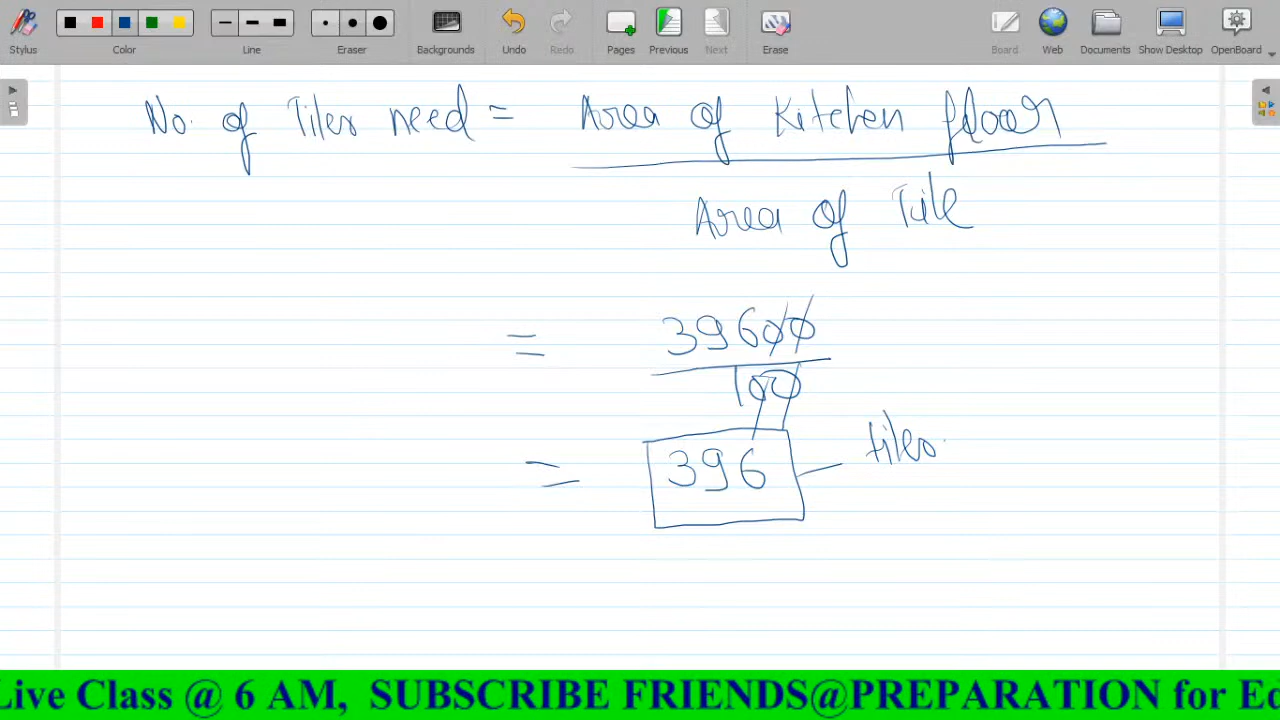 Stylus Color Line Eraser Backgrounds Undo Redo Pages Previous Next Erase Board Web Documents Show Desktop OpenBoard
No. of Tiles need = Area of Kitchen floor
Area of Tile
= 39600
100
= 396 - tiles.
Live Class @ 6 AM, SUBSCRIBE FRIENDS@PREPARATION for Ed